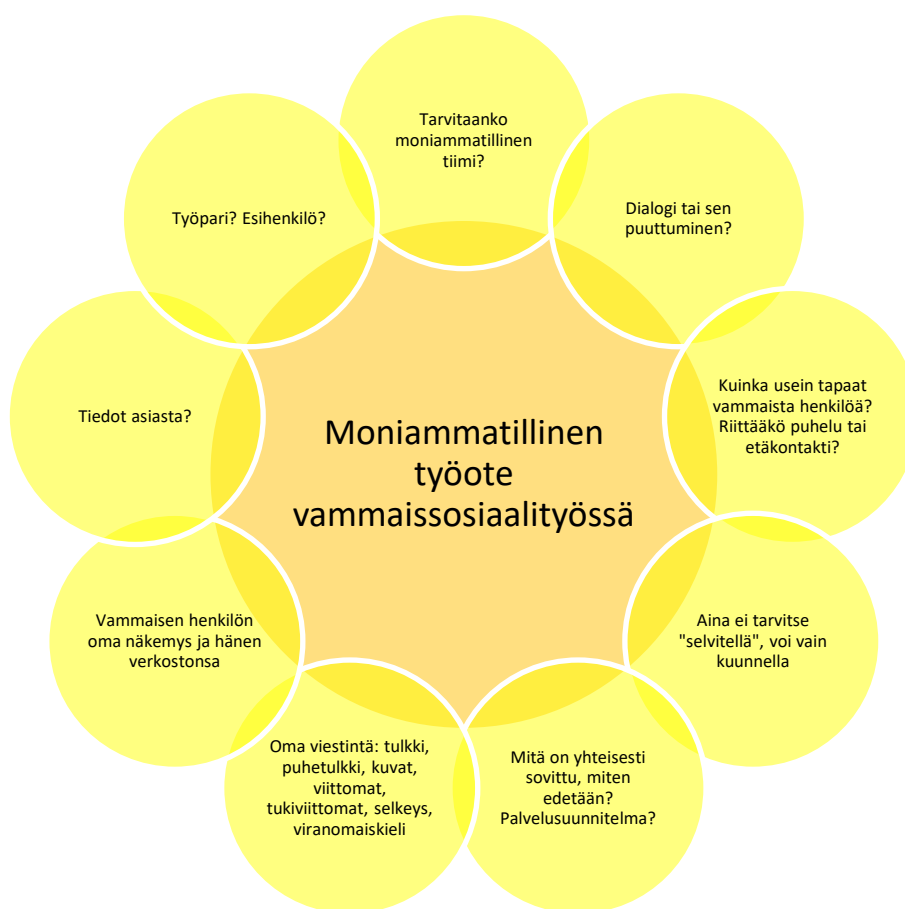 Tarvitaanko
moniammatillinen
tiimi?
Dialogi tai sen
puuttuminen?
Kuinka usein tapaat
vammaista henkilöä?
Riittääkö puhelu tai
etäkontakti?
Aina ei tarvitse
"selvitellä", voi vain
kuunnella
Mitä on yhteisesti
sovittu, miten
edetään?
Palvelusuunnitelma?
Oma viestintä: tulkki,
puhetulkki, kuvat,
viittomat,
tukiviittomat, selkeys,
viranomaiskieli
Vammaisen henkilön
oma näkemys ja hänen
verkostonsa
Tiedot asiasta?
Työpari? Esihenkilö?
Moniammatillinen
työote
vammaissosiaalityössä